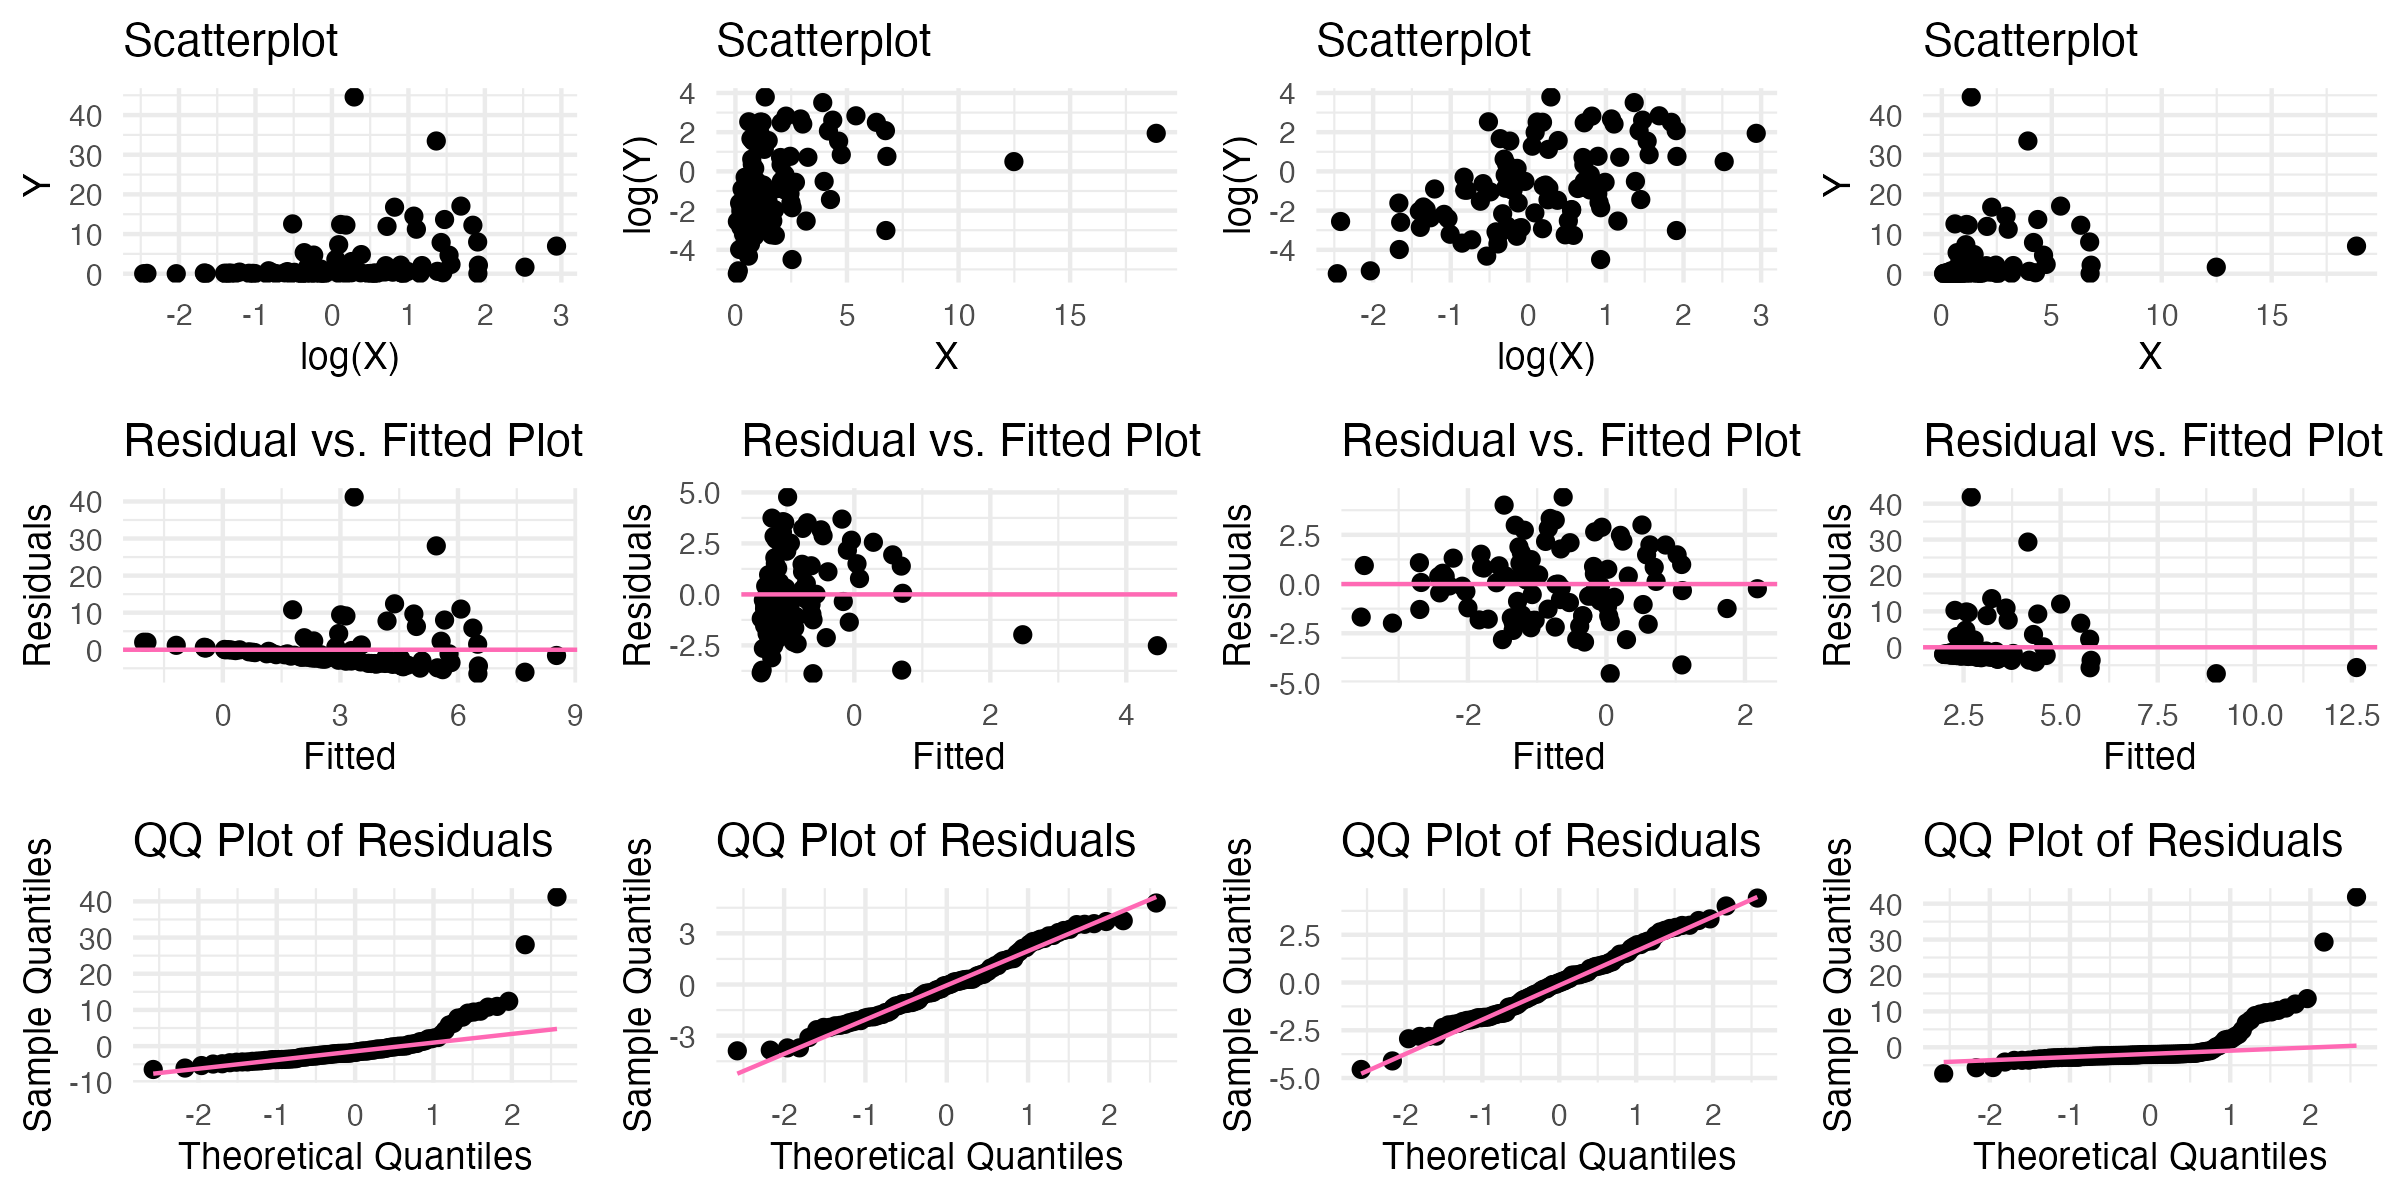 Scatterplot
40
30
20
10
0
Y
-2 -1 0 1 2 3
log(X)
Scatterplot
4
2
0
-2
-4
log(Y)
0 5 10 15
X
Scatterplot
4
2
0
-2
-4
log(Y)
-2 -1 0 1 2 3
log(X)
Scatterplot
40
30
20
10
0
Y
0 5 10 15
X
Residual vs. Fitted Plot
40
30
20
10
0
Residuals
0 3 6 9
Fitted
Residual vs. Fitted Plot
5.0
2.5
0.0
-2.5
Residuals
0 2 4
Fitted
Residual vs. Fitted Plot
2.5
0.0
-2.5
-5.0
Residuals
-2 0 2
Fitted
Residual vs. Fitted Plot
40
30
20
10
0
Residuals
2.5 5.0 7.5 10.0 12.5
Fitted
QQ Plot of Residuals
40
30
20
10
0
-10
Sample Quantiles
-2 -1 0 1 2
Theoretical Quantiles
QQ Plot of Residuals
3
0
-3
Sample Quantiles
-2 -1 0 1 2
Theoretical Quantiles
QQ Plot of Residuals
2.5
0.0
-2.5
-5.0
Sample Quantiles
-2 -1 0 1 2
Theoretical Quantiles
QQ Plot of Residuals
40
30
20
10
0
Sample Quantiles
-2 -1 0 1 2
Theoretical Quantiles